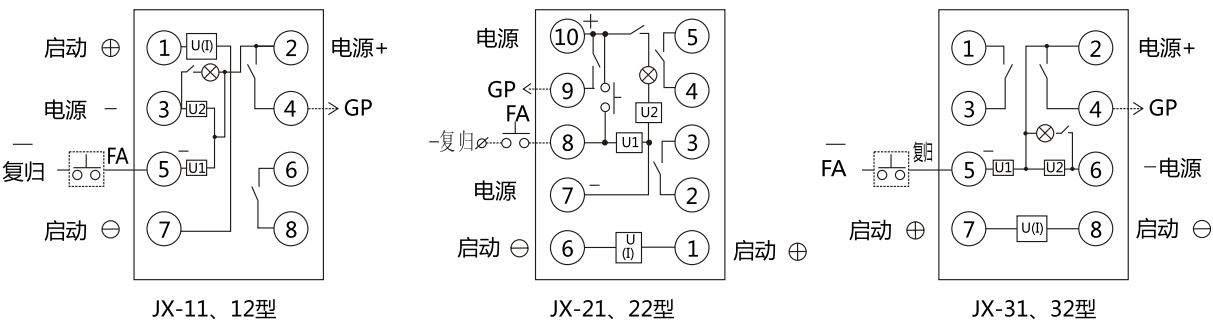 启动 ⊕ 1 U(I) 2 电源+
电源 − 3 U2 4 GP
− 复归 FA 5 − U1 6
启动 ⊖ 7 8
JX-11、12型
电源 10 + 5
GP 9 4
U2
FA
−复归 8 U1 3
电源 7 − 2
启动 ⊖ 6 U(I) 1 启动 ⊕
JX-21、22型
1 2 电源+
3 4 GP
− FA 复归 5 − U1 U2 6 −电源
启动 ⊕ 7 U(I) 8 启动 ⊖
JX-31、32型